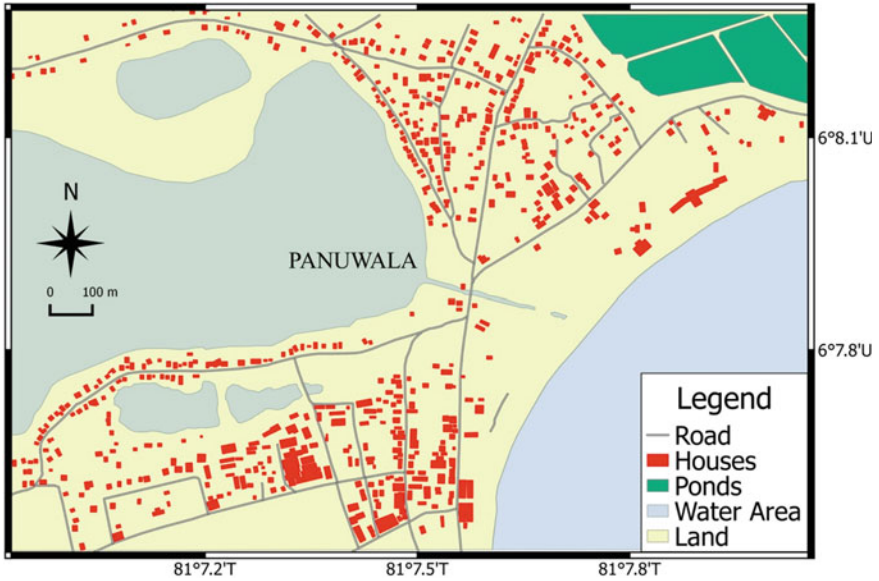 6°8.1'U
N
PANUWALA
0 100 m
6°7.8'U
Legend
Road
Houses
Ponds
Water Area
Land
81°7.2'T 81°7.5'T 81°7.8'T